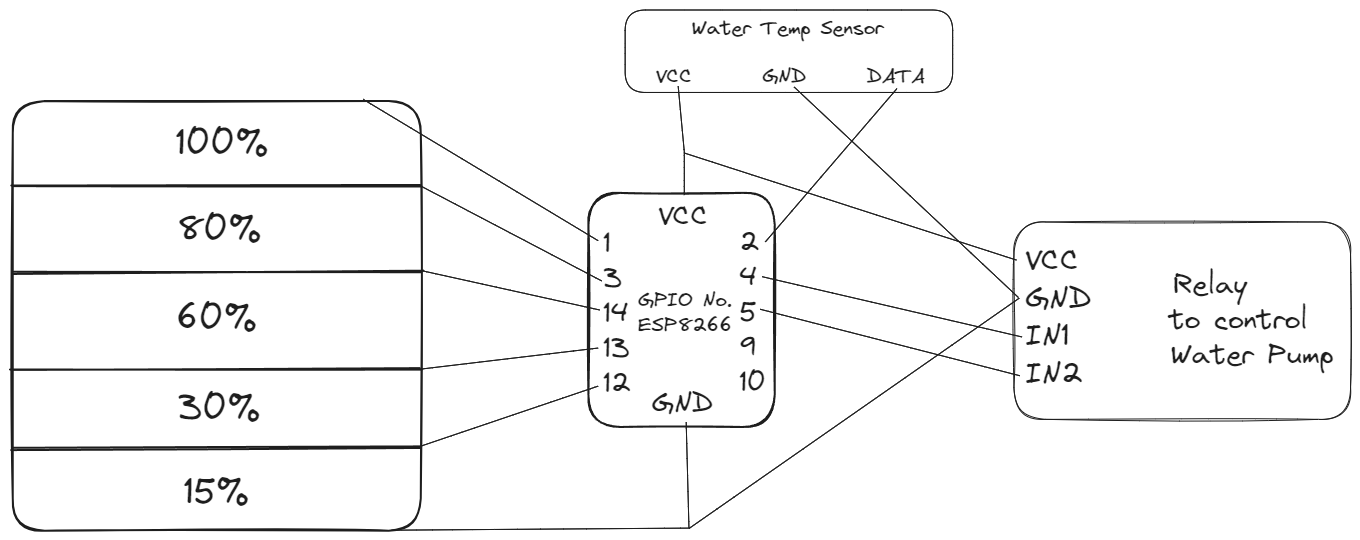 Water Temp Sensor
VCC GND DATA
100%
80%
60%
30%
15%
VCC
1 2
3 4
14 GPIO No. 5
ESP8266
13 9
12 10
GND
VCC
GND
IN1
IN2
Relay
to control
Water Pump